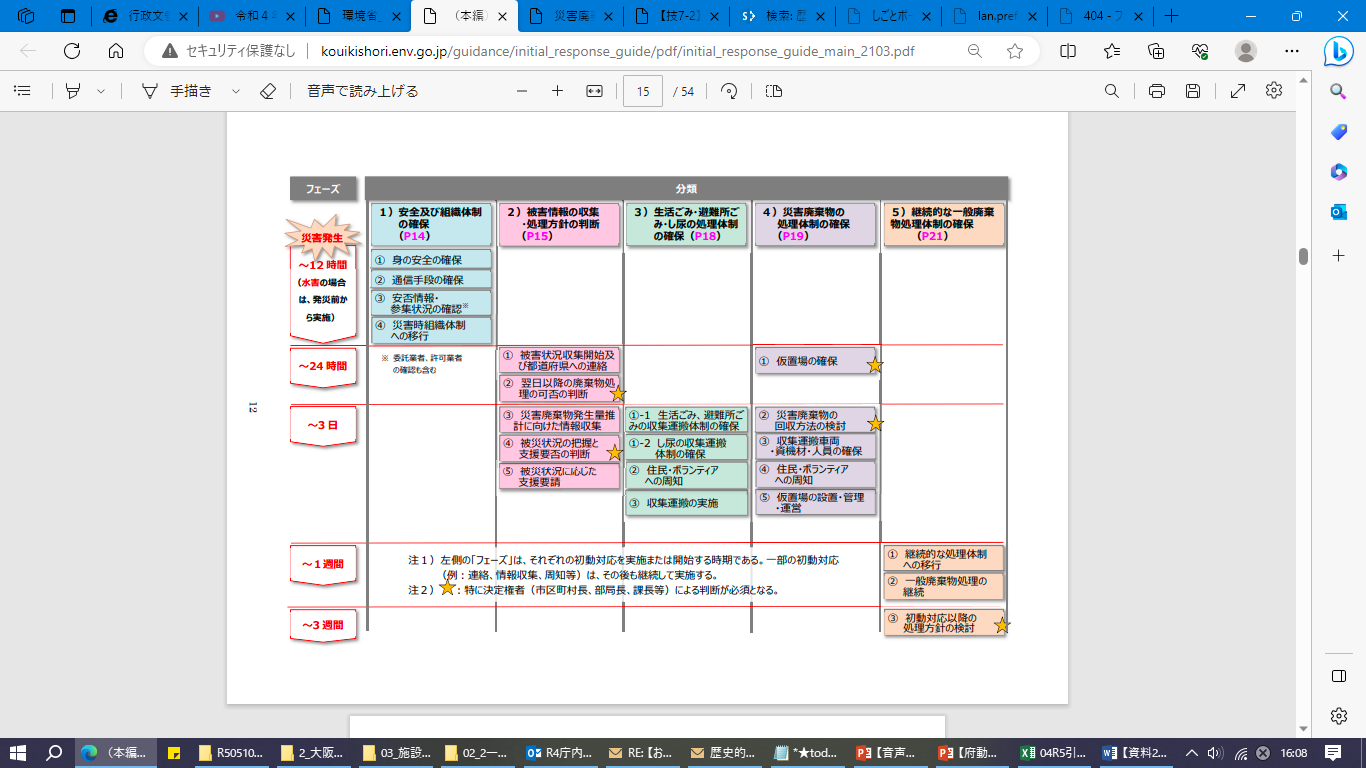 行政文
令和４年
環境省_
（本編）
災害廃
【技7-2】
検索: 歴
しごとポー
lan.pref
404 - フ
セキュリティ保護なし
kouikishori.env.go.jp/guidance/initial_response_guide/pdf/initial_response_guide_main_2103.pdf
手描き
音声で読み上げる
15
/ 54
フェーズ
分類
災害発生
１）安全及び組織体制
の確保
（P14）
２）被害情報の収集
・処理方針の判断
（P15）
３）生活ごみ・避難所ご
み・し尿の処理体制
の確保（P18）
４）災害廃棄物の
処理体制の確保
（P19）
５）継続的な一般廃棄
物処理体制の確保
（P21）
～12 時間
（水害の場合
は、発災前か
ら実施）
① 身の安全の確保
② 通信手段の確保
③ 安否情報・
参集状況の確認※
④ 災害時組織体制
への移行
～24 時間
※ 委託業者、許可業者
の確認も含む
① 被害状況収集開始及
び都道府県への連絡
② 翌日以降の廃棄物処
理の可否の判断
① 仮置場の確保
～3 日
③ 災害廃棄物発生量推
計に向けた情報収集
④ 被災状況の把握と
支援要否の判断
⑤ 被災状況に応じた
支援要請
①-1 生活ごみ、避難所ご
みの収集運搬体制の確保
①-2 し尿の収集運搬
体制の確保
② 住民・ボランティア
への周知
③ 収集運搬の実施
② 災害廃棄物の
回収方法の検討
③ 収集運搬車両
・資機材・人員の確保
④ 住民・ボランティア
への周知
⑤ 仮置場の設置・管理
・運営
12
～1 週間
注１）左側の「フェーズ」は、それぞれの初動対応を実施または開始する時期である。一部の初動対応
（例：連絡、情報収集、周知等）は、その後も継続して実施する。
注２） ：特に決定権者（市区町村長、部局長、課長等）による判断が必須となる。
① 継続的な処理体制
への移行
② 一般廃棄物処理の
継続
～3 週間
③ 初動対応以降の
処理方針の検討
（本編...
R50510...
2_大阪...
03_施設...
02_2一...
R4庁内...
RE: 【お...
歴史的...
*★tod...
【音声...
【府動...
04R5引...
【資料2...
16:08